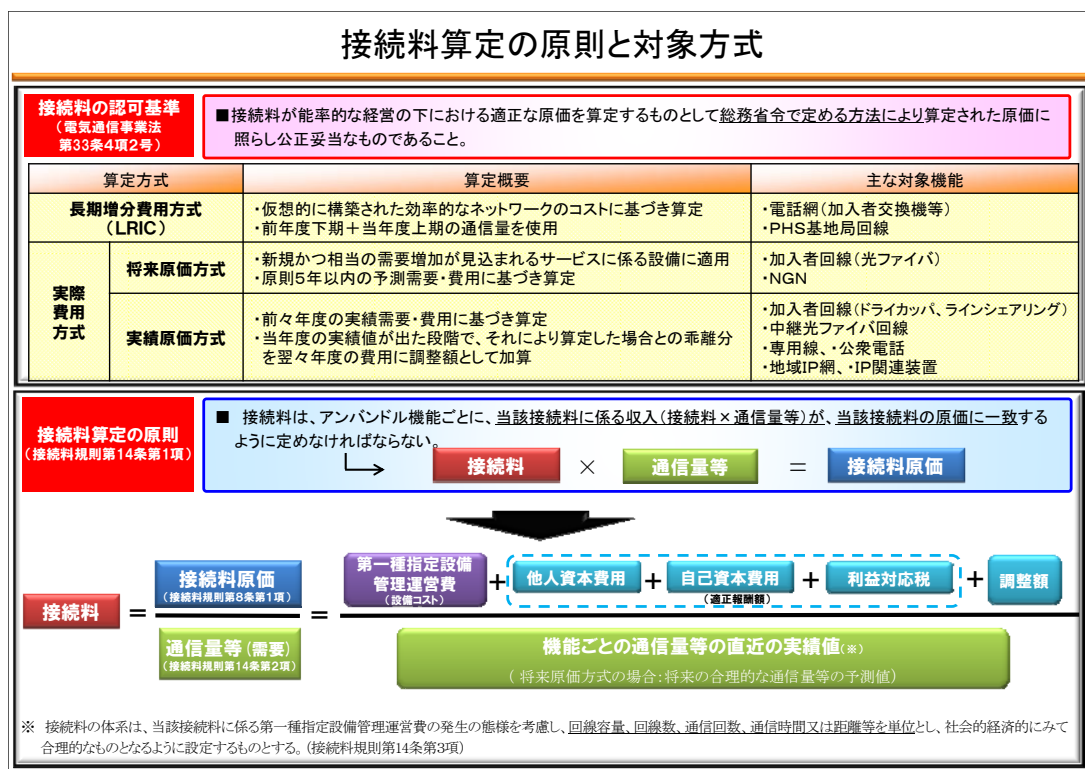 接続料算定の原則と対象方式
接続料の認可基準
（電気通信事業法
第33条4項2号）
■接続料が能率的な経営の下における適正な原価を算定するものとして総務省令で定める方法により算定された原価に
照らし公正妥当なものであること。
算定方式 算定概要 主な対象機能
長期増分費用方式
（LRIC）
・仮想的に構築された効率的なネットワークのコストに基づき算定
・前年度下期＋当年度上期の通信量を使用
・電話網（加入者交換機等）
・PHS基地局回線
実際
費用
方式
将来原価方式
・新規かつ相当の需要増加が見込まれるサービスに係る設備に適用
・原則5年以内の予測需要・費用に基づき算定
・加入者回線（光ファイバ）
・NGN
実績原価方式
・前々年度の実績需要・費用に基づき算定
・当年度の実績値が出た段階で、それにより算定した場合との乖離分
を翌々年度の費用に調整額として加算
・加入者回線（ドライカッパ、ラインシェアリング）
・中継光ファイバ回線
・専用線、・公衆電話
・地域IP網、・IP関連装置
接続料算定の原則
（接続料規則第14条第1項）
■ 接続料は、アンバンドル機能ごとに、当該接続料に係る収入（接続料×通信量等）が、当該接続料の原価に一致する
ように定めなければならない。
接続料 × 通信量等 ＝ 接続料原価
接続料 ＝
接続料原価
（接続料規則第8条第1項）
通信量等（需要）
（接続料規則第14条第2項）
＝
第一種指定設備
管理運営費
（設備コスト）
＋ 他人資本費用 ＋ 自己資本費用 ＋ 利益対応税 ＋ 調整額
（適正報酬額）
機能ごとの通信量等の直近の実績値（※）
（ 将来原価方式の場合：将来の合理的な通信量等の予測値）
※ 接続料の体系は、当該接続料に係る第一種指定設備管理運営費の発生の態様を考慮し、回線容量、回線数、通信回数、通信時間又は距離等を単位とし、社会的経済的にみて
合理的なものとなるように設定するものとする。（接続料規則第14条第3項）